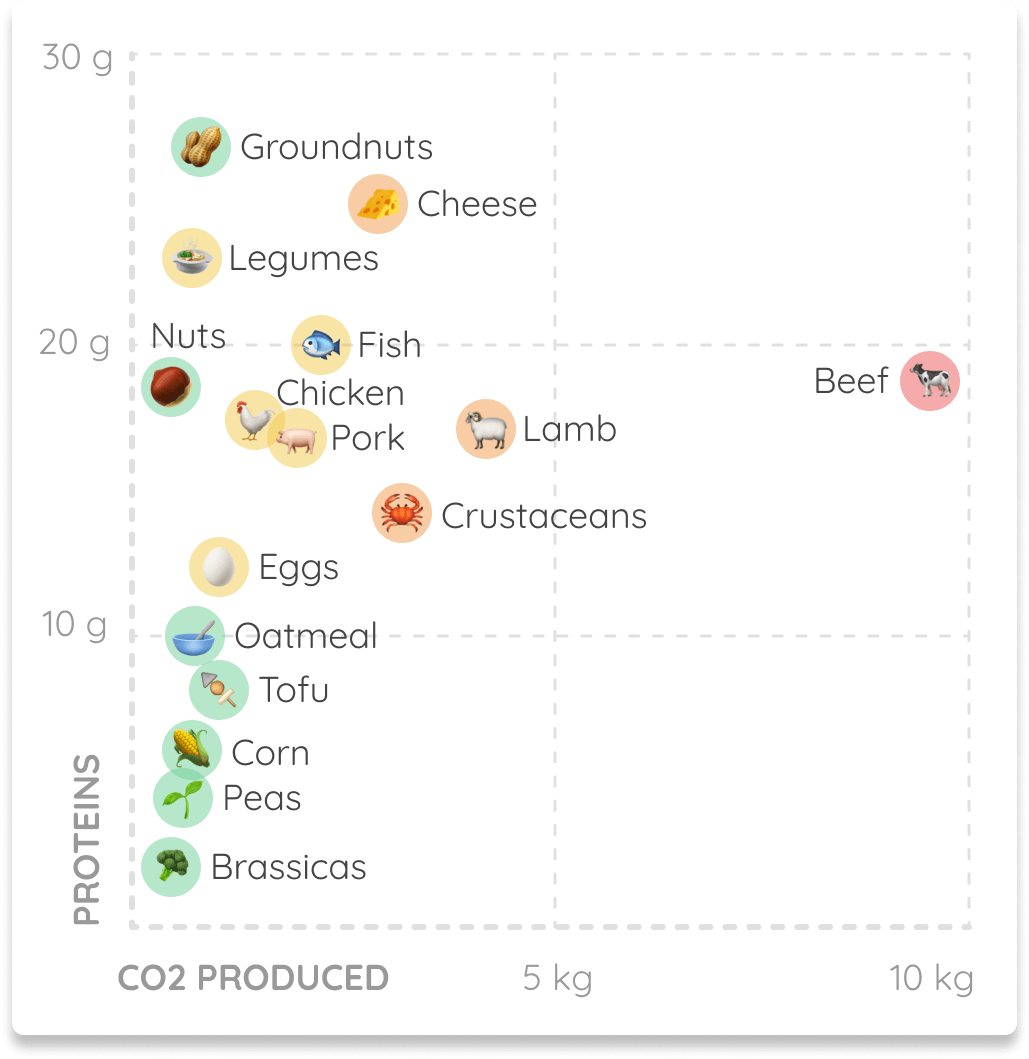 30 g
Groundnuts
Cheese
Legumes
Nuts
20 g
Fish
Beef
Chicken
Pork
Lamb
Crustaceans
Eggs
10 g
Oatmeal
Tofu
Corn
Peas
Brassicas
PROTEINS
CO2 PRODUCED
5 kg
10 kg